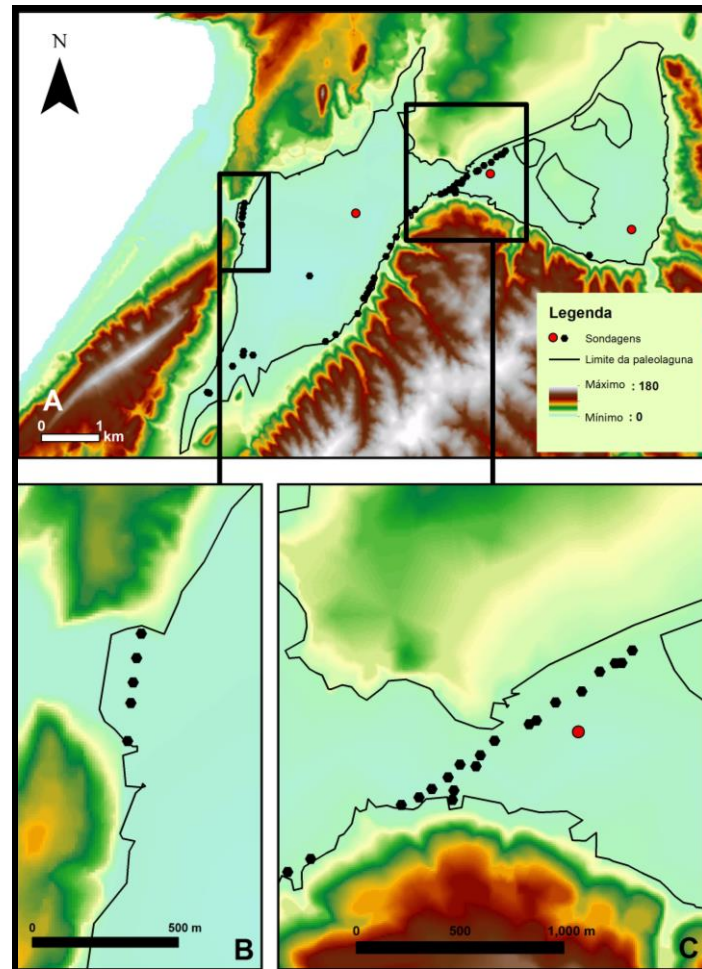 N
Legenda
Sondagens
Limite da paleolaguna
Máximo : 180
Mínimo : 0
A
0 1
km
0 500 m
B
0 500 1,000 m
C